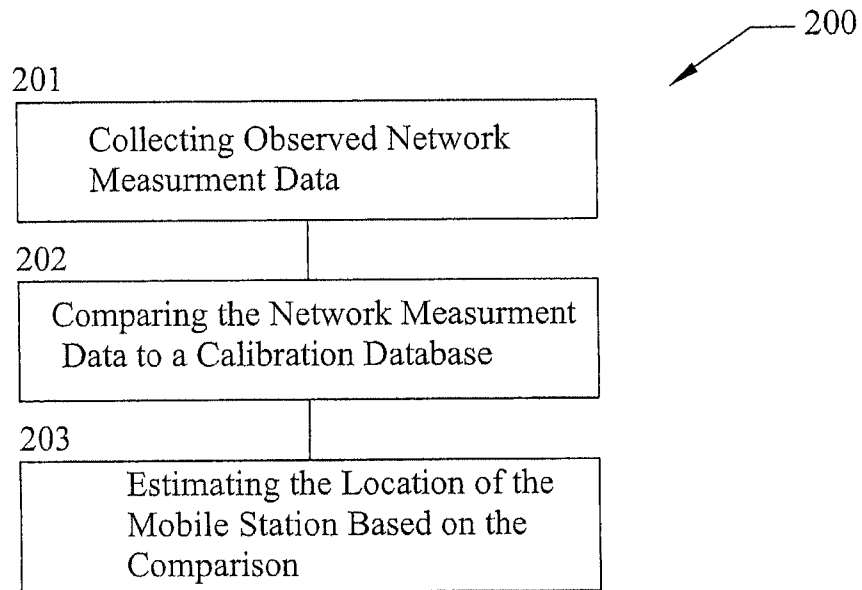 200
201
Collecting Observed Network
Measurment Data
202
Comparing the Network Measurment
Data to a Calibration Database
203
Estimating the Location of the
Mobile Station Based on the
Comparison